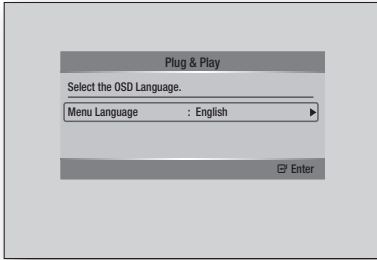 Plug & Play
Select the OSD Language.
Menu Language : English ►
Enter